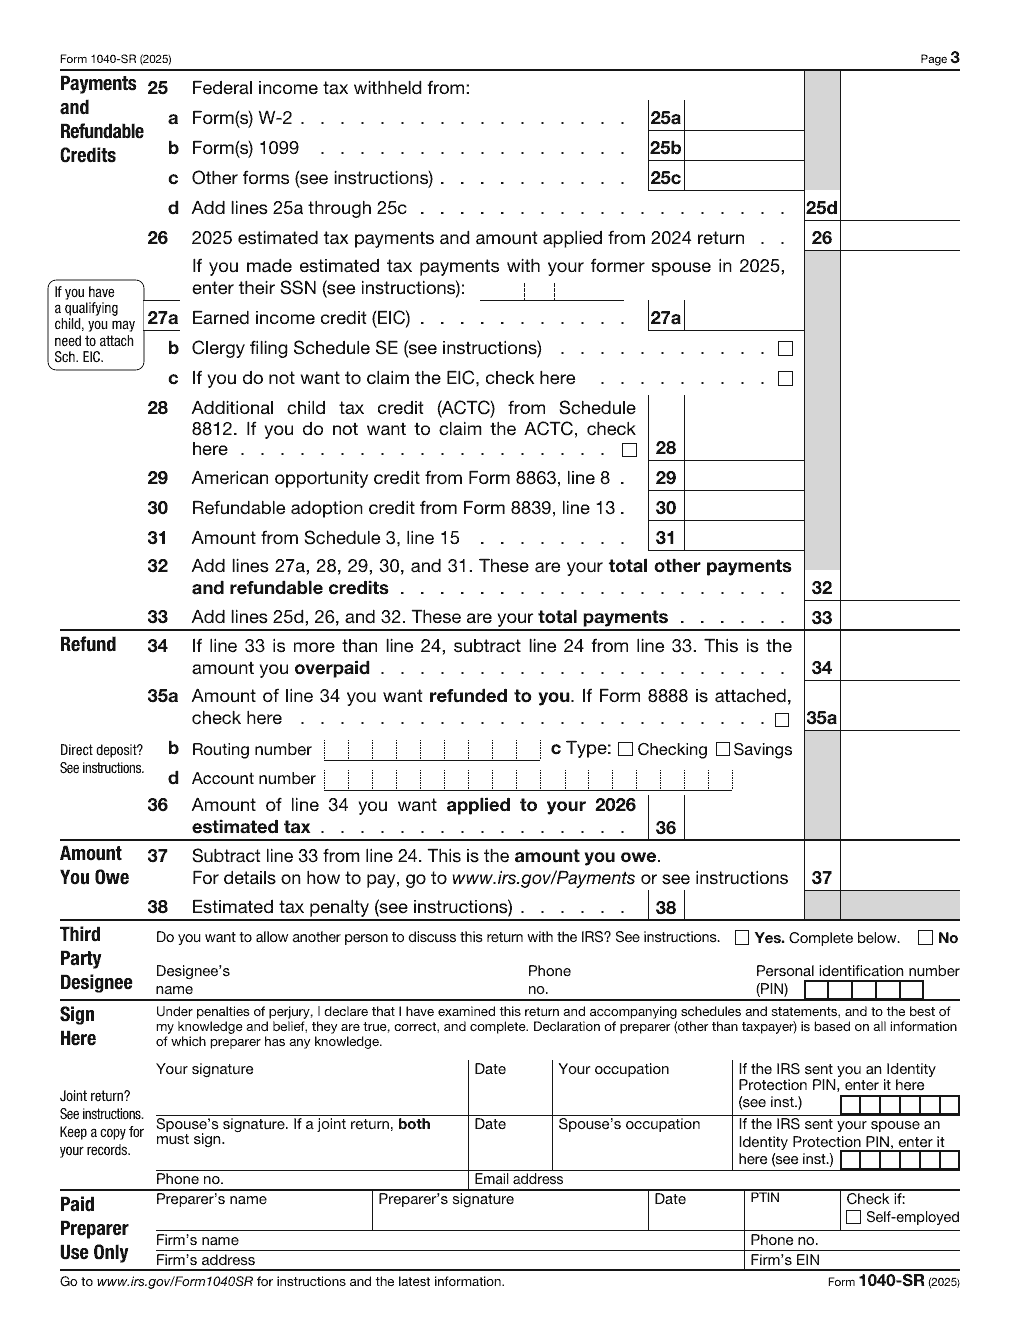 Form 1040-SR (2025) Page 3
Payments and Refundable Credits
25 Federal income tax withheld from:
a Form(s) W-2 . . . . . . . . . . . . . . . . 25a
b Form(s) 1099 . . . . . . . . . . . . . . . 25b
c Other forms (see instructions) . . . . . . . . . . 25c
d Add lines 25a through 25c . . . . . . . . . . . . . . . . . . . 25d
26 2025 estimated tax payments and amount applied from 2024 return . . 26
If you made estimated tax payments with your former spouse in 2025,
enter their SSN (see instructions):
If you have
a qualifying
child, you may
need to attach
Sch. EIC.
27a Earned income credit (EIC) . . . . . . . . . . . 27a
b Clergy filing Schedule SE (see instructions) . . . . . . . . . . .
c If you do not want to claim the EIC, check here . . . . . . . . .
28 Additional child tax credit (ACTC) from Schedule
8812. If you do not want to claim the ACTC, check
here . . . . . . . . . . . . . . . . . . . 28
29 American opportunity credit from Form 8863, line 8 . 29
30 Refundable adoption credit from Form 8839, line 13 . 30
31 Amount from Schedule 3, line 15 . . . . . . . . 31
32 Add lines 27a, 28, 29, 30, and 31. These are your total other payments
and refundable credits . . . . . . . . . . . . . . . . . . . . 32
33 Add lines 25d, 26, and 32. These are your total payments . . . . . . 33
Refund
34 If line 33 is more than line 24, subtract line 24 from line 33. This is the
amount you overpaid . . . . . . . . . . . . . . . . . . . . . 34
35a Amount of line 34 you want refunded to you. If Form 8888 is attached,
check here . . . . . . . . . . . . . . . . . . . . . . . . 35a
Direct deposit?
See instructions.
b Routing number c Type: Checking Savings
d Account number
36 Amount of line 34 you want applied to your 2026
estimated tax . . . . . . . . . . . . . . . 36
Amount You Owe
37 Subtract line 33 from line 24. This is the amount you owe.
For details on how to pay, go to www.irs.gov/Payments or see instructions 37
38 Estimated tax penalty (see instructions) . . . . . . 38
Third Party Designee
Do you want to allow another person to discuss this return with the IRS? See instructions. Yes. Complete below. No
Designee's name
Phone no.
Personal identification number (PIN)
Sign Here
Under penalties of perjury, I declare that I have examined this return and accompanying schedules and statements, and to the best of
my knowledge and belief, they are true, correct, and complete. Declaration of preparer (other than taxpayer) is based on all information
of which preparer has any knowledge.
Joint return?
See instructions.
Keep a copy for
your records.
Your signature
Date
Your occupation
If the IRS sent you an Identity
Protection PIN, enter it here
(see inst.)
Spouse's signature. If a joint return, both
must sign.
Date
Spouse's occupation
If the IRS sent your spouse an
Identity Protection PIN, enter it
here (see inst.)
Phone no.
Email address
Paid Preparer Use Only
Preparer's name
Preparer's signature
Date
PTIN
Check if:
Self-employed
Firm's name
Phone no.
Firm's address
Firm's EIN
Go to www.irs.gov/Form1040SR for instructions and the latest information. Form 1040-SR (2025)